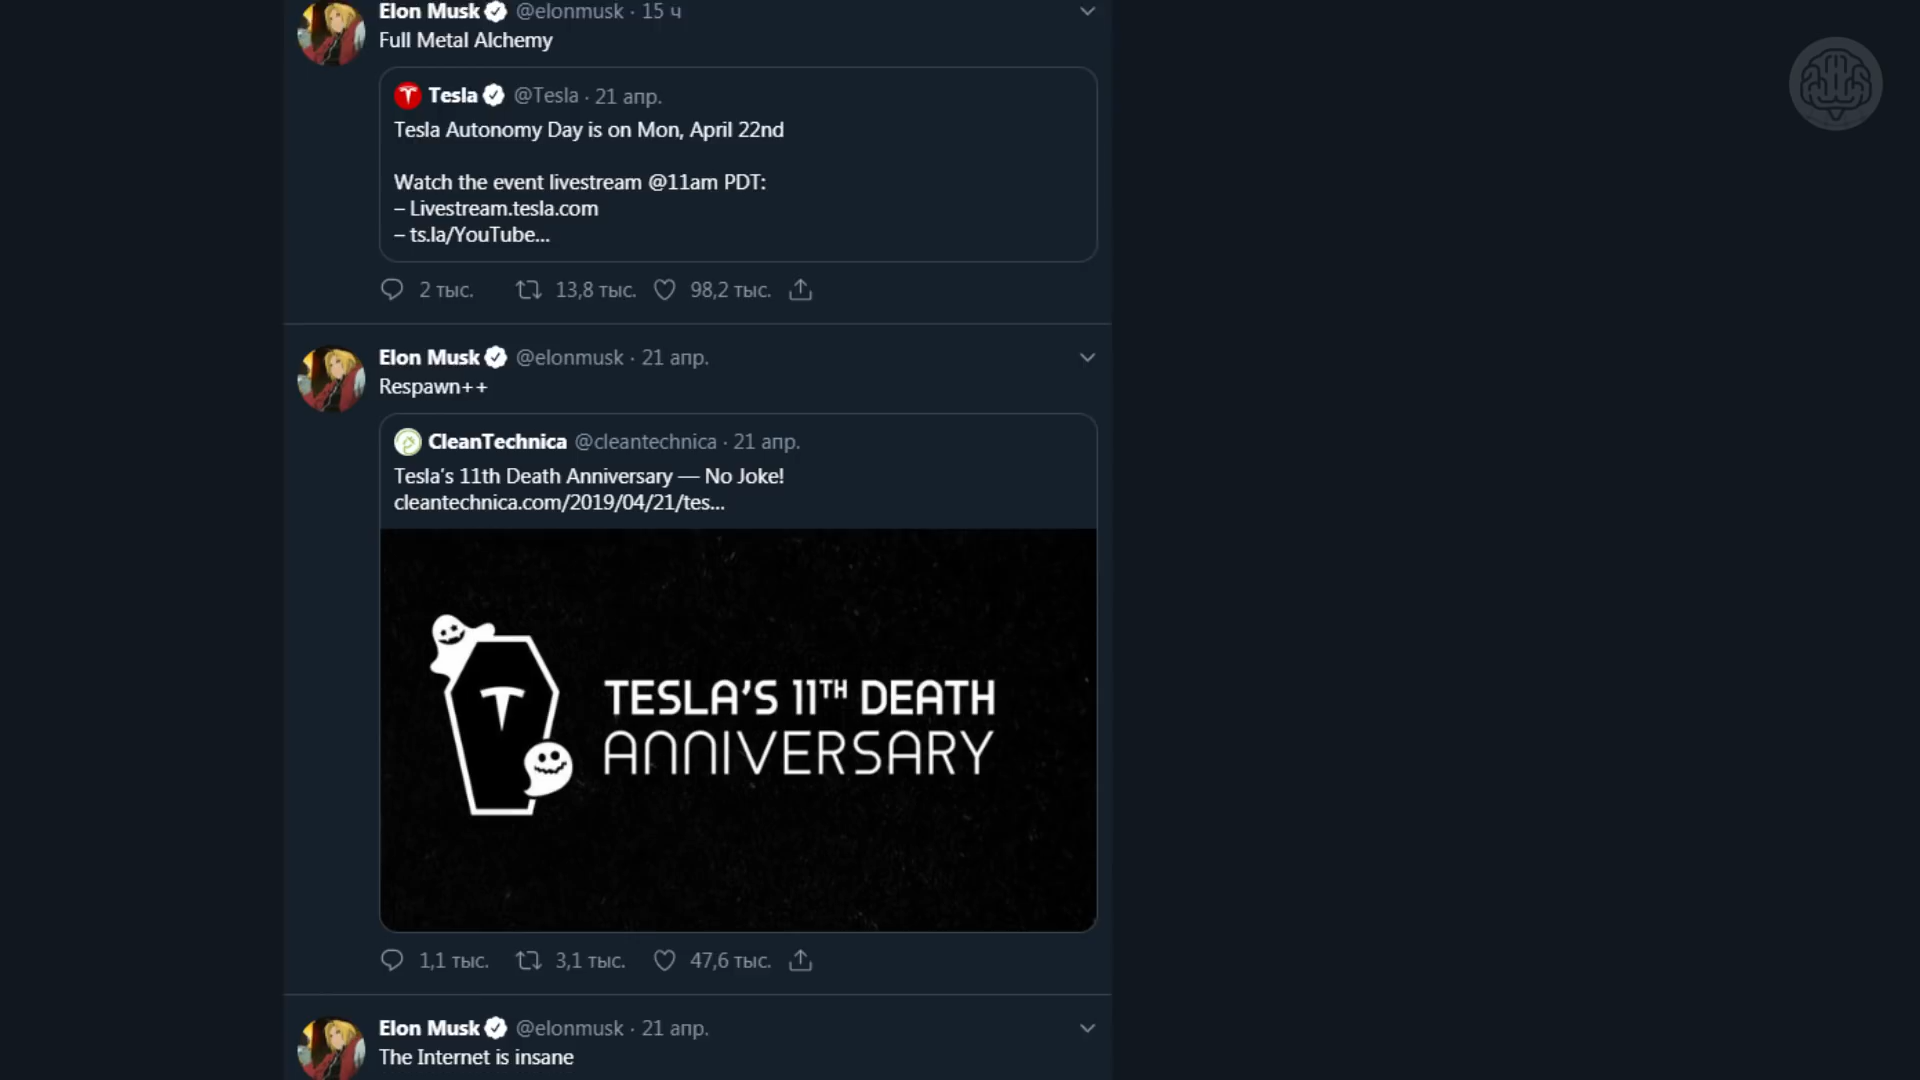 Elon Musk @elonmusk · 15 ч
Full Metal Alchemy
Tesla @Tesla · 21 апр.
Tesla Autonomy Day is on Mon, April 22nd
Watch the event livestream @11am PDT:
– Livestream.tesla.com
– ts.la/YouTube...
2 тыс. 13,8 тыс. 98,2 тыс.
Elon Musk @elonmusk · 21 апр.
Respawn++
CleanTechnica @cleantechnica · 21 апр.
Tesla's 11th Death Anniversary — No Joke!
cleantechnica.com/2019/04/21/tes...
TESLA'S 11TH DEATH
ANNIVERSARY
1,1 тыс. 3,1 тыс. 47,6 тыс.
Elon Musk @elonmusk · 21 апр.
The Internet is insane